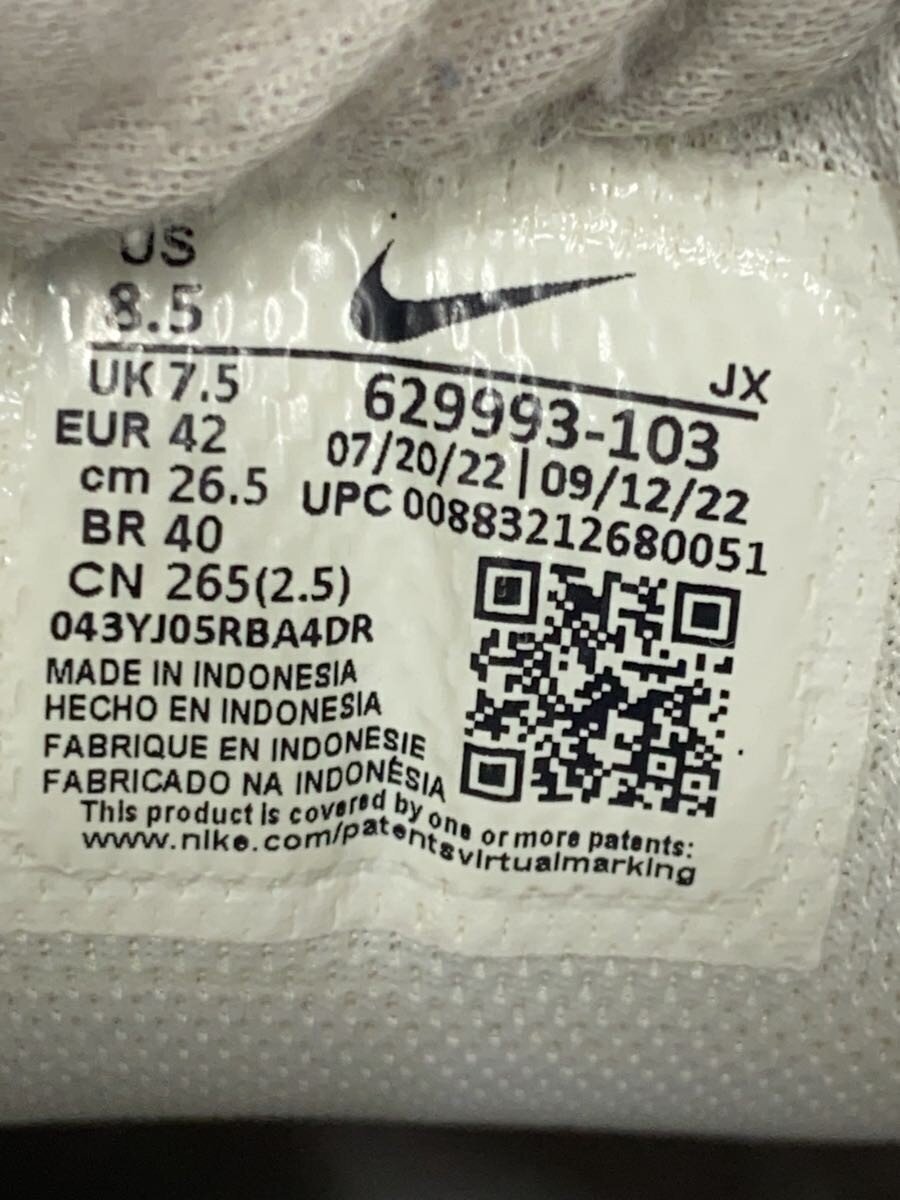 US
8.5
UK 7.5
EUR 42
cm 26.5
BR 40
CN 265(2.5)
043YJ05RBA4DR
JX
629993-103
07/20/22 | 09/12/22
UPC 00883212680051
MADE IN INDONESIA
HECHO EN INDONESIA
FABRIQUE EN INDONESIE
FABRICADO NA INDONÉSIA
This product is covered by one or more patents:
www.nike.com/patentsvirtualmarking